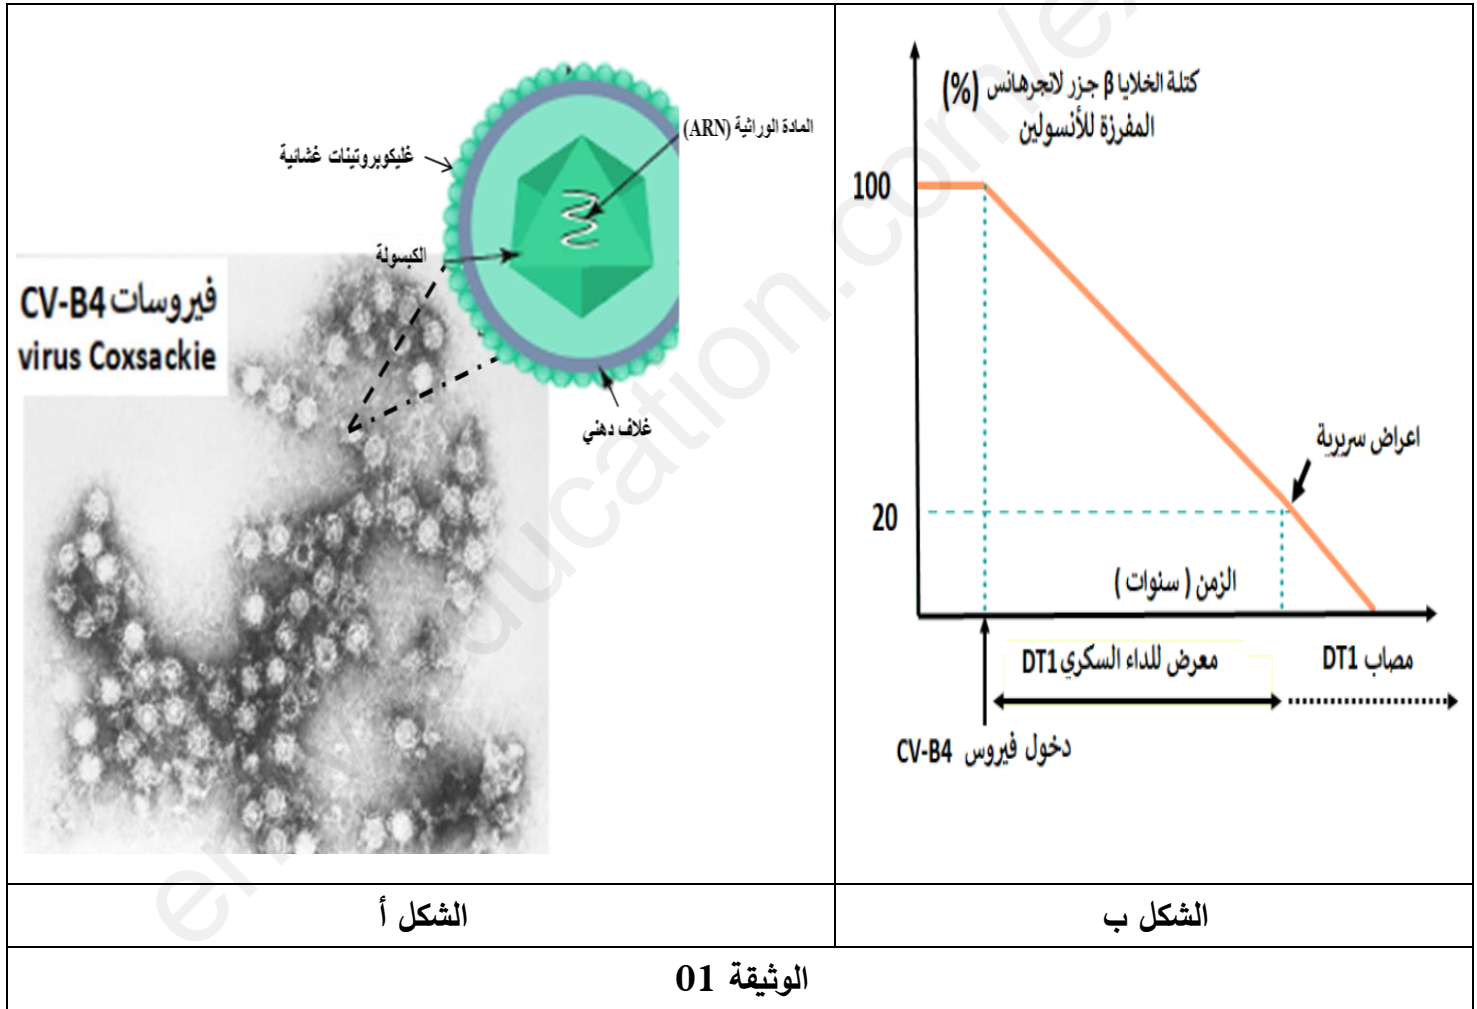 المادة الوراثية (ARN)
غليكوبروتينات غشائية
الكبسولة
فيروسات CV-B4
virus Coxsackie
غلاف دهني
كتلة الخلايا β جزر لانجرهانس (%)
المفرزة للأنسولين
100
اعراض سريرية
20
الزمن ( سنوات )
معرض للداء السكري DT1
مصاب DT1
دخول فيروس CV-B4
الشكل أ
الشكل ب
الوثيقة 01